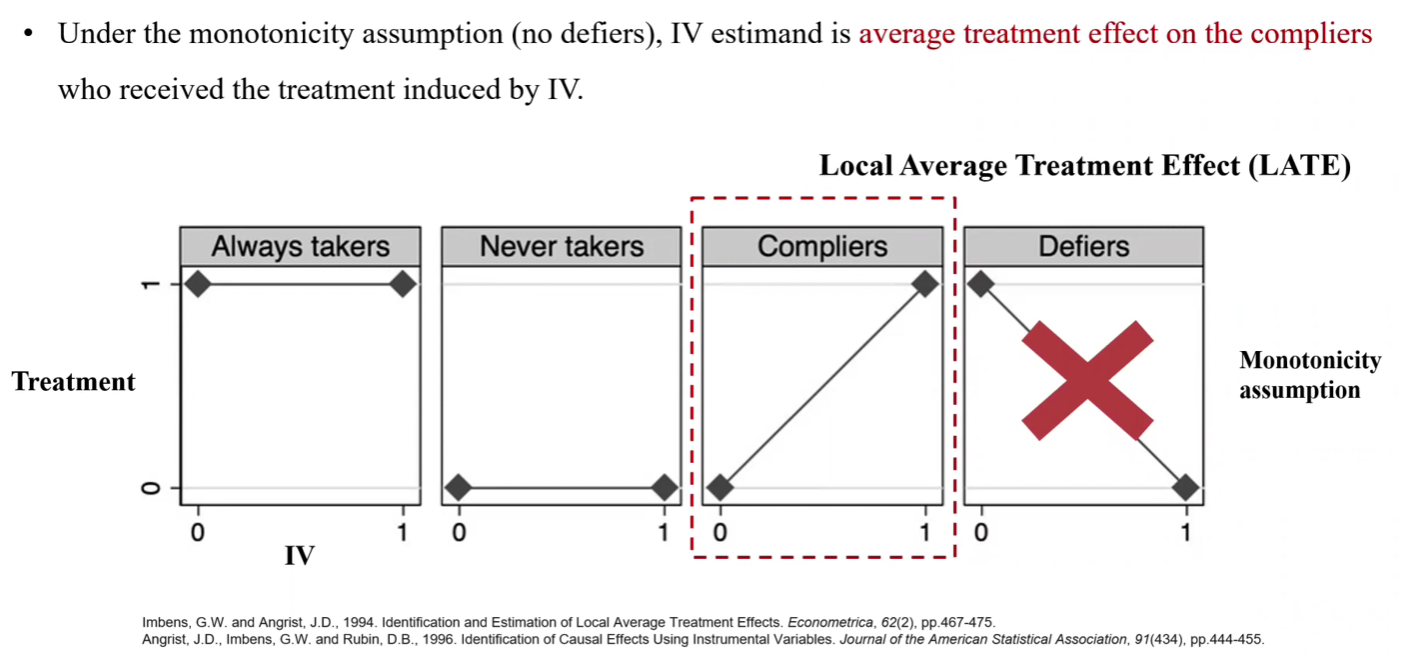 • Under the monotonicity assumption (no defiers), IV estimand is average treatment effect on the compliers
who received the treatment induced by IV.
Local Average Treatment Effect (LATE)
Always takers
Never takers
Compliers
Defiers
1
0
Treatment
Monotonicity
assumption
0 1 0 1 0 1 0 1
IV
Imbens, G.W. and Angrist, J.D., 1994. Identification and Estimation of Local Average Treatment Effects. Econometrica, 62(2), pp.467-475.
Angrist, J.D., Imbens, G.W. and Rubin, D.B., 1996. Identification of Causal Effects Using Instrumental Variables. Journal of the American Statistical Association, 91(434), pp.444-455.